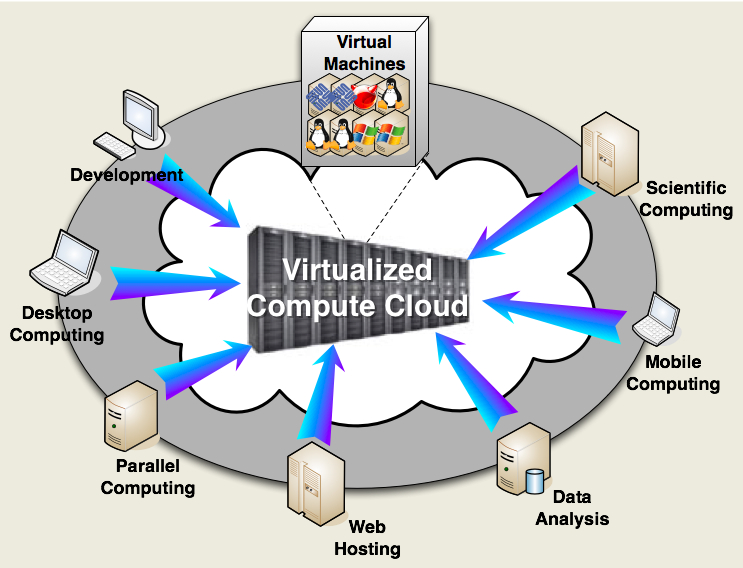 Virtual
Machines
Development
Scientific
Computing
Virtualized
Compute Cloud
Desktop
Computing
Mobile
Computing
Parallel
Computing
Data
Analysis
Web
Hosting